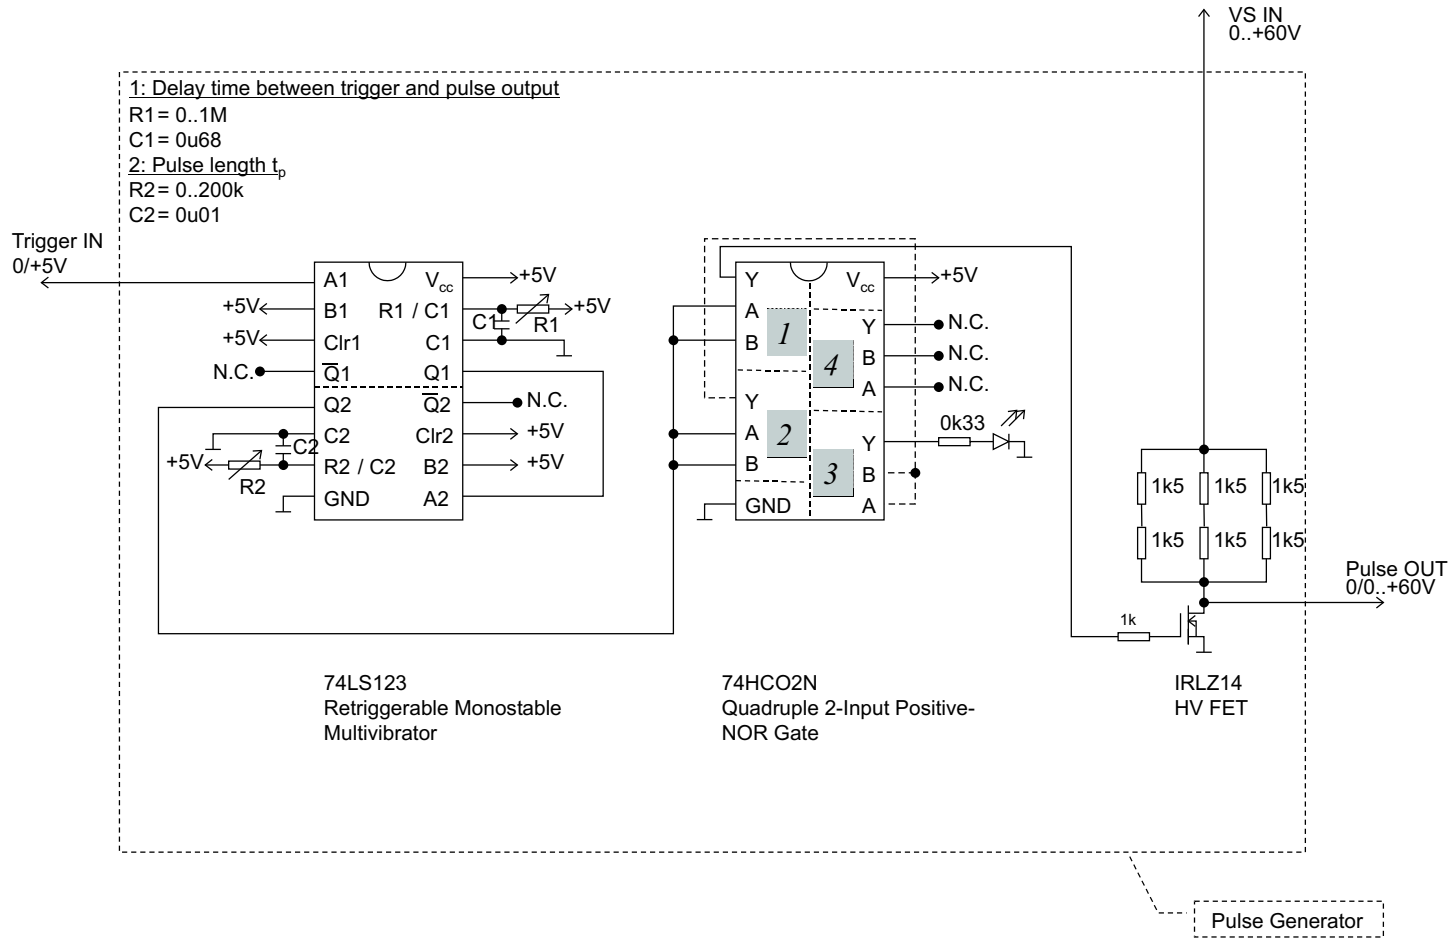 VS IN
0..+60V
1: Delay time between trigger and pulse output
R1= 0..1M
C1= 0u68
2: Pulse length tp
R2= 0..200k
C2= 0u01
Trigger IN
0/+5V
A1
Vcc
+5V
+5V
B1
R1 / C1
C1
R1
+5V
+5V
Clr1
C1
N.C.
Q̅1
Q1
Q2
Q̅2
N.C.
C2
C2
Clr2
+5V
+5V
R2
R2 / C2
B2
+5V
GND
A2
Y
Vcc
+5V
A
1
Y
N.C.
B
4
B
N.C.
A
N.C.
Y
A
2
Y
0k33
B
3
B
GND
A
1k5
1k5
1k5
1k5
1k5
1k5
Pulse OUT
0/0..+60V
1k
74LS123
Retriggerable Monostable
Multivibrator
74HCO2N
Quadruple 2-Input Positive-
NOR Gate
IRLZ14
HV FET
Pulse Generator